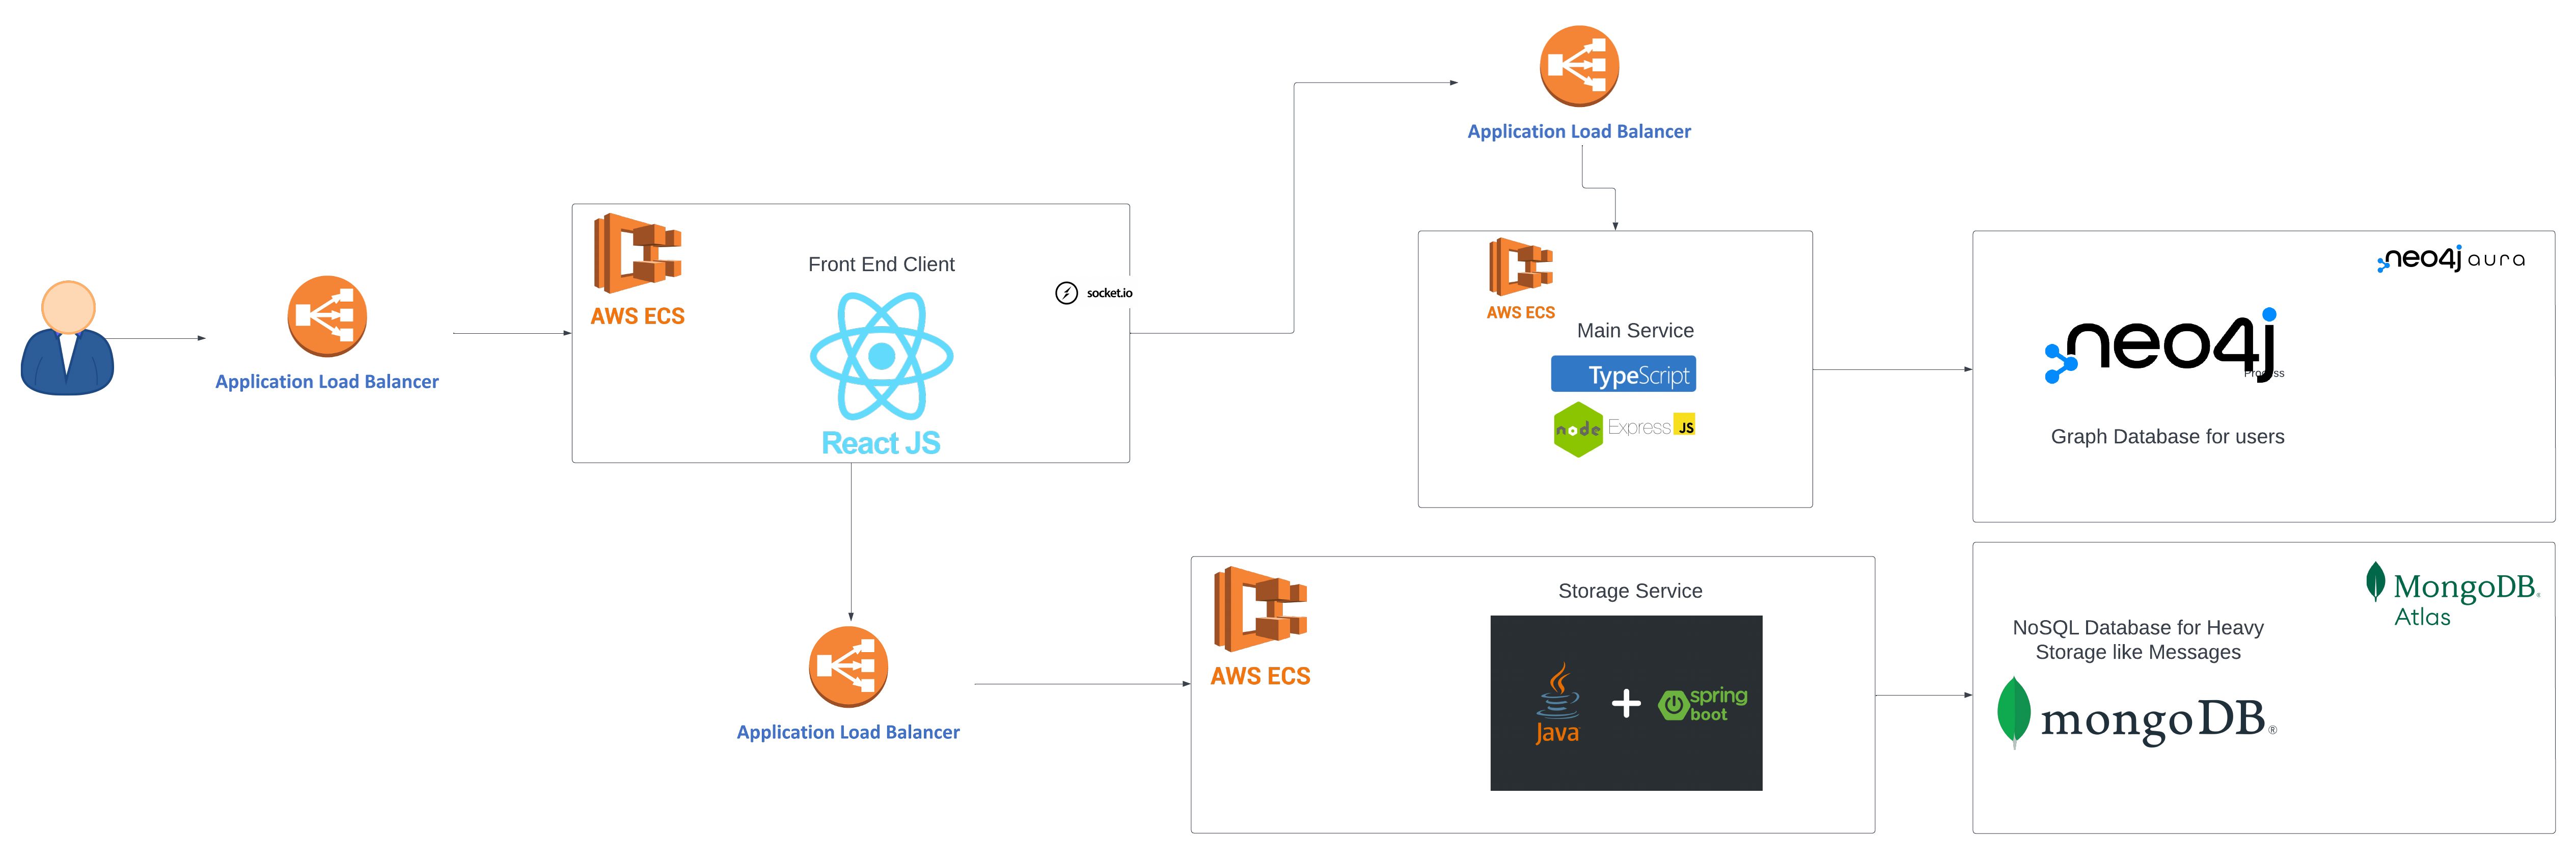 Application Load Balancer
AWS ECS
Front End Client
socket.io
React JS
Application Load Balancer
AWS ECS
Main Service
TypeScript
node Express JS
neo4j aura
neo4j
Process
Graph Database for users
Application Load Balancer
AWS ECS
Storage Service
Java + spring boot
MongoDB®
Atlas
NoSQL Database for Heavy
Storage like Messages
mongoDB®